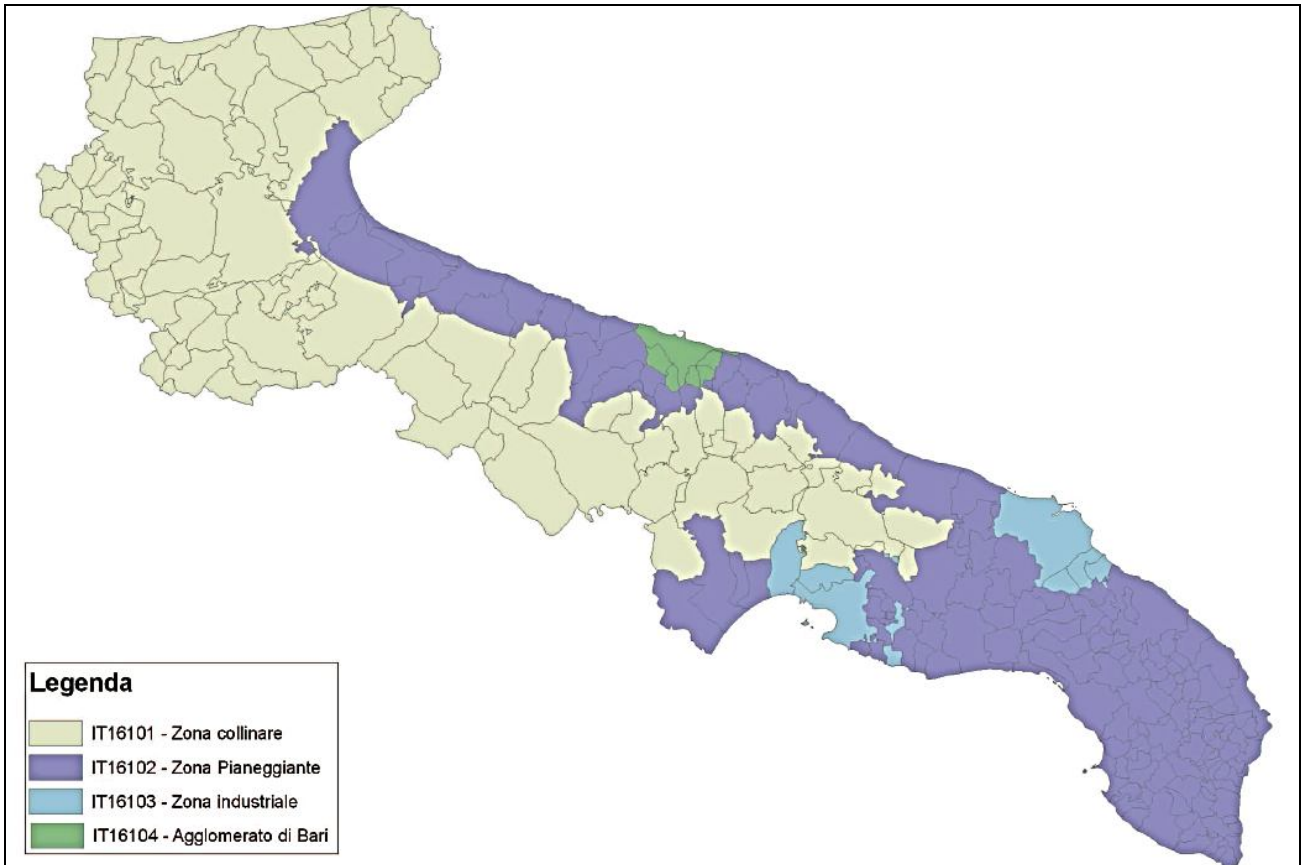 Legenda
IT16101 - Zona collinare
IT16102 - Zona Pianeggiante
IT16103 - Zona industriale
IT16104 - Agglomerato di Bari